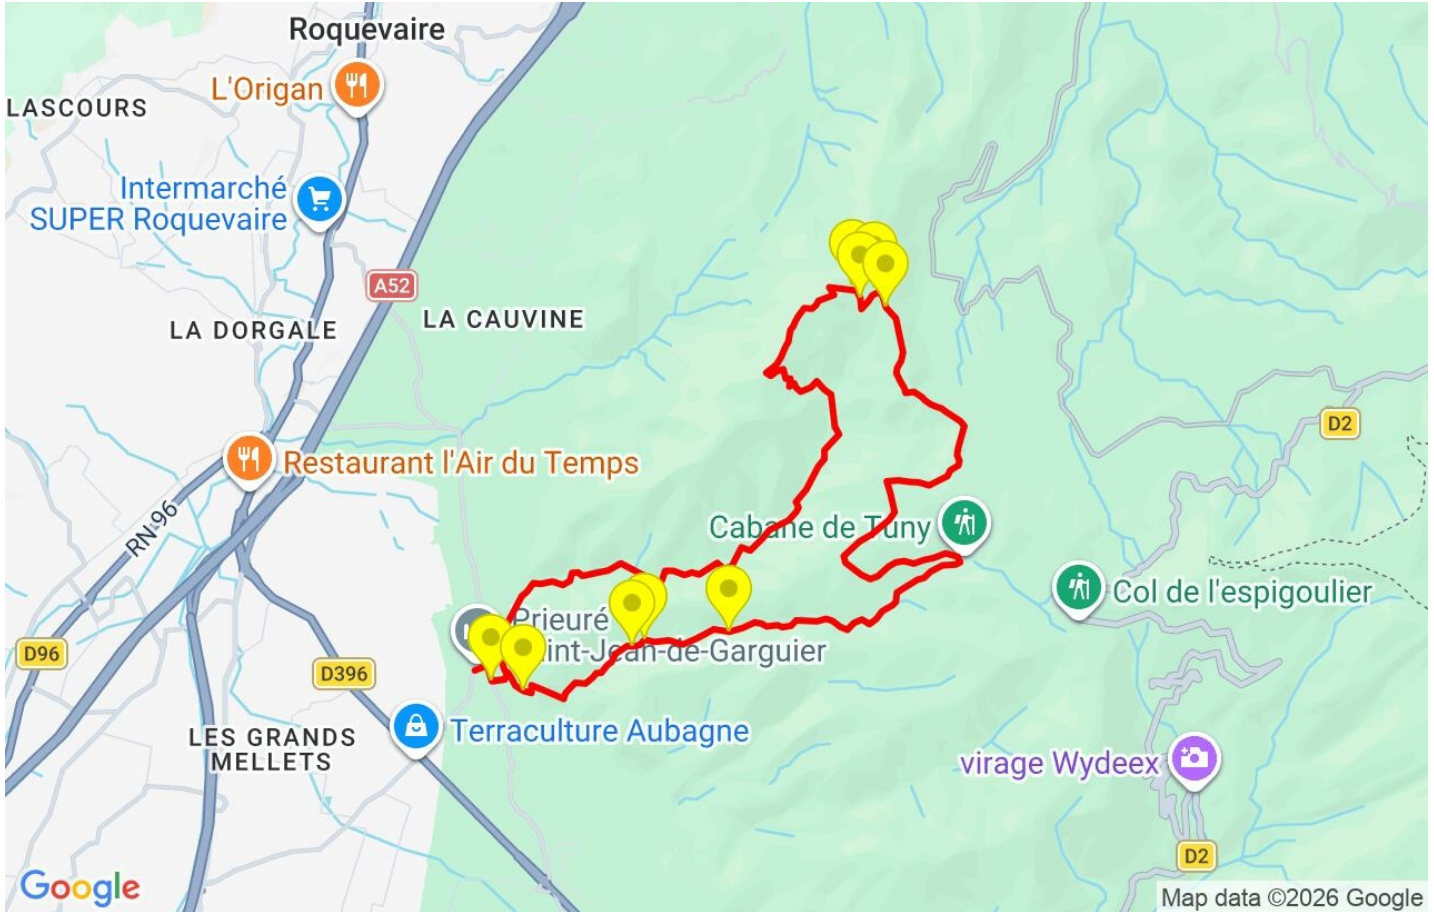 Roquevaire
L'Origan
LASCOURS
Intermarché
SUPER Roquevaire
A52
LA DORGALE
LA CAUVINE
D2
Restaurant l'Air du Temps
RN 96
Cabane de Tuny
Col de l'espigoulier
Prieuré
int-Jean-de-Garguier
D96
D396
LES GRANDS
MELLETS
Terraculture Aubagne
virage Wydeex
D2
Google
Map data ©2026 Google